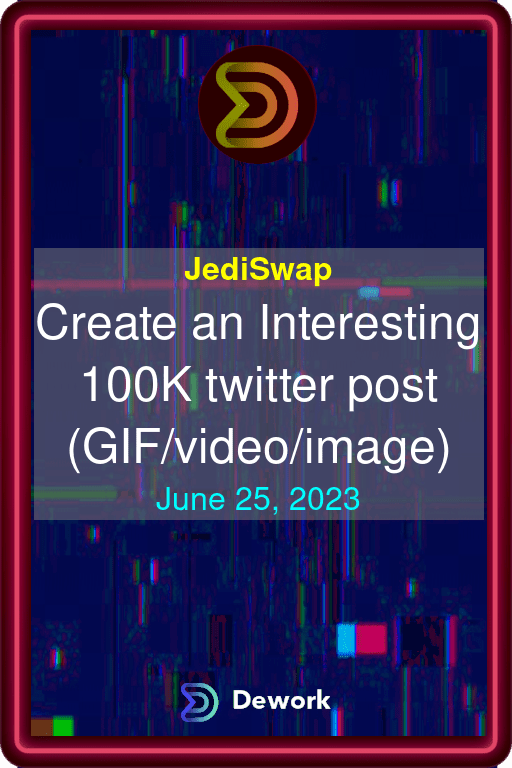 JediSwap
Create an Interesting
100K twitter post
(GIF/video/image)
June 25, 2023
Dework